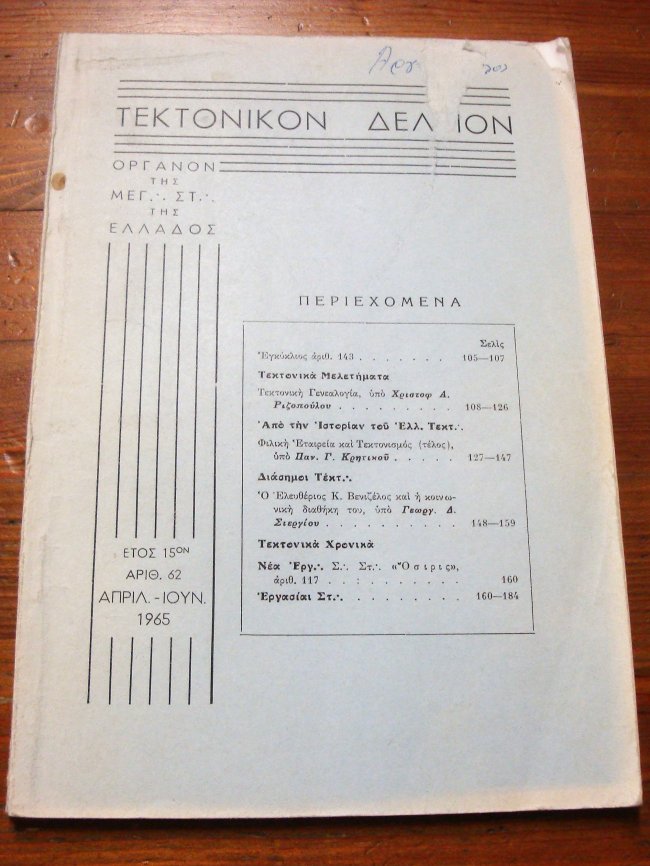 ΤΕΚΤΟΝΙΚΟΝ ΔΕΛΤΙΟΝ
ΟΡΓΑΝΟΝ
ΤΗΣ
ΜΕΓ.·. ΣΤ.·.
ΤΗΣ
ΕΛΛΑΔΟΣ
ΠΕΡΙΕΧΟΜΕΝΑ
Σελὶς
Ἐγκύκλιος ἀριθ. 143 . . . . . . . 105—107
Τεκτονικὰ Μελετήματα
Τεκτονικὴ Γενεαλογία, ὑπὸ Χριστοφ Α.
Ριζοπούλου . . . . . . . . . 108—126
Ἀπὸ τὴν Ἱστορίαν τοῦ Ἑλλ. Τεκτ.·.
Φιλικὴ Ἑταιρεία καὶ Τεκτονισμός (τέλος),
ὑπὸ Παν. Γ. Κρητικοῦ . . . . . 127—147
Διάσημοι Τέκτ.·.
Ὁ Ἐλευθέριος Κ. Βενιζέλος καὶ ἡ κοινω-
νικὴ διαθήκη του, ὑπὸ Γεωργ. Δ.
Στεργίου . . . . . . . . . . 148—159
Τεκτονικὰ Χρονικὰ
Νέα Ἐργ.·. Σ.·. Στ.·. «Ὄσιρις»,
ἀριθ. 117 . . . . . . . . . . 160
Ἐργασίαι Στ.·. . . . . . . . . 160—184
ΕΤΟΣ 15ΟΝ
ΑΡΙΘ. 62
ΑΠΡΙΛ. - ΙΟΥΝ.
1965